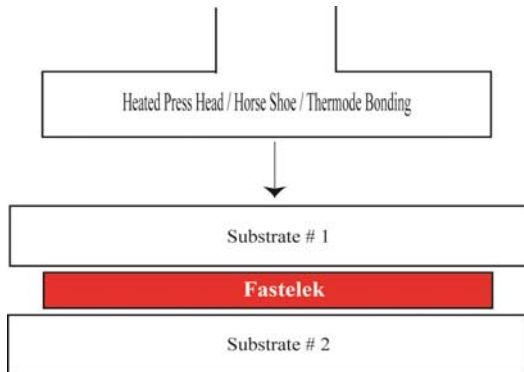 Heated Press Head / Horse Shoe / Thermode Bonding
Substrate # 1
Fastelek
Substrate # 2